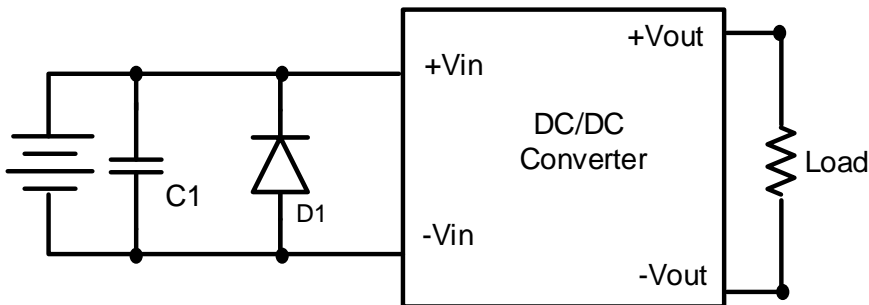 +Vin
-Vin
C1
D1
DC/DC
Converter
+Vout
-Vout
Load